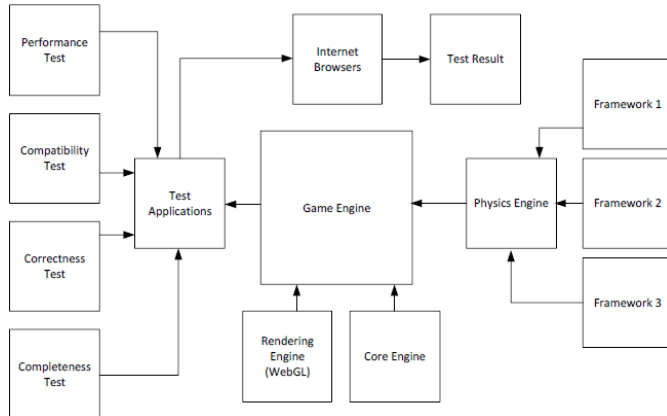 Performance
Test
Internet
Browsers
Test Result
Framework 1
Compatibility
Test
Test
Applications
Game Engine
Physics Engine
Framework 2
Correctness
Test
Framework 3
Rendering
Engine
(WebGL)
Core Engine
Completeness
Test